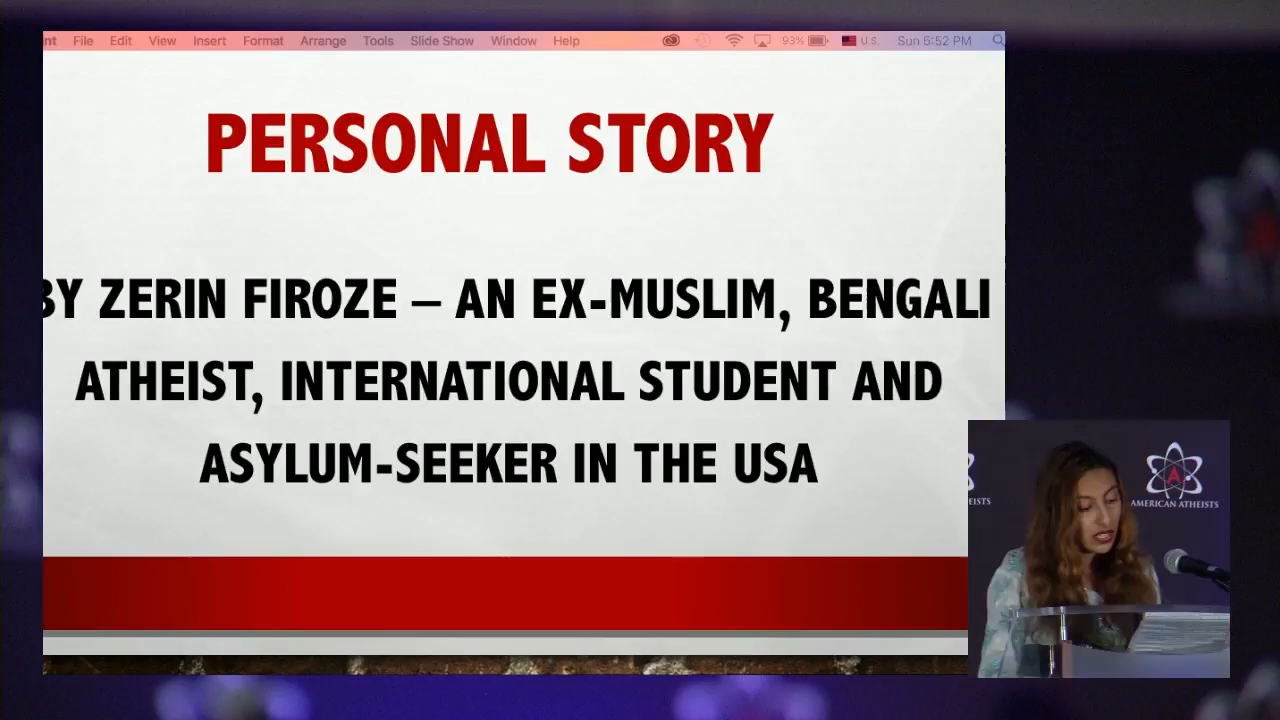 File Edit View Insert Format Arrange Tools Slide Show Window Help 93% U.S. Sun 5:52 PM
PERSONAL STORY
BY ZERIN FIROZE – AN EX-MUSLIM, BENGALI
ATHEIST, INTERNATIONAL STUDENT AND
ASYLUM-SEEKER IN THE USA
A
AMERICAN ATHEISTS